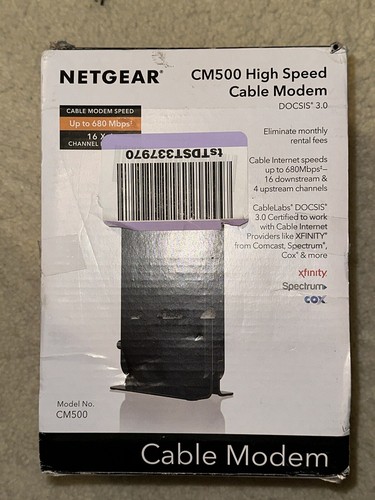 NETGEAR®
CM500 High Speed
Cable Modem
DOCSIS® 3.0
CABLE MODEM SPEED
Up to 680 Mbps²
16 X
CHANNEL
Eliminate monthly
rental fees
tsTDST337970
Cable Internet speeds
up to 680Mbps²—
16 downstream &
4 upstream channels
CableLabs® DOCSIS®
3.0 Certified to work
with Cable Internet
Providers like XFINITY®
from Comcast, Spectrum®,
Cox® & more
xfinity
Spectrum
COX
Model No.
CM500
Cable Modem